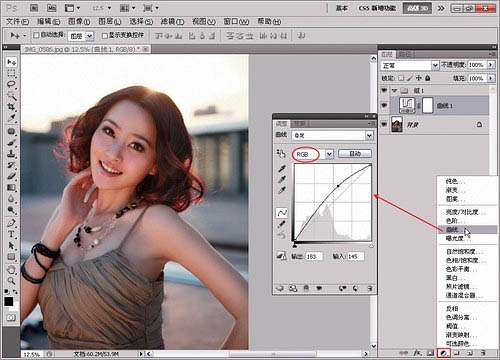 Ps
12.5
基本
CSS 新增功能
高级 3D
文件(F) 编辑(E) 图像(I) 图层(L) 选择(S) 滤镜(T) 视图(V) 窗口(W) 帮助(H)
自动选择: 图层
显示变换控件
IMG_0586.jpg @ 12.5% (曲线 1, RGB/8) *
图层
正常
不透明度: 100%
锁定:
填充: 100%
组 1
曲线 1
背景
调整
曲线
RGB
自动
输出: 183
输入: 145
纯色...
渐变...
图案...
亮度/对比度...
色阶...
曲线...
曝光度...
自然饱和度...
色相/饱和度...
色彩平衡...
黑白...
照片滤镜...
通道混合器...
反相
色调分离...
阈值...
渐变映射...
可选颜色...
12.5%
文档:60.2M/53.9M